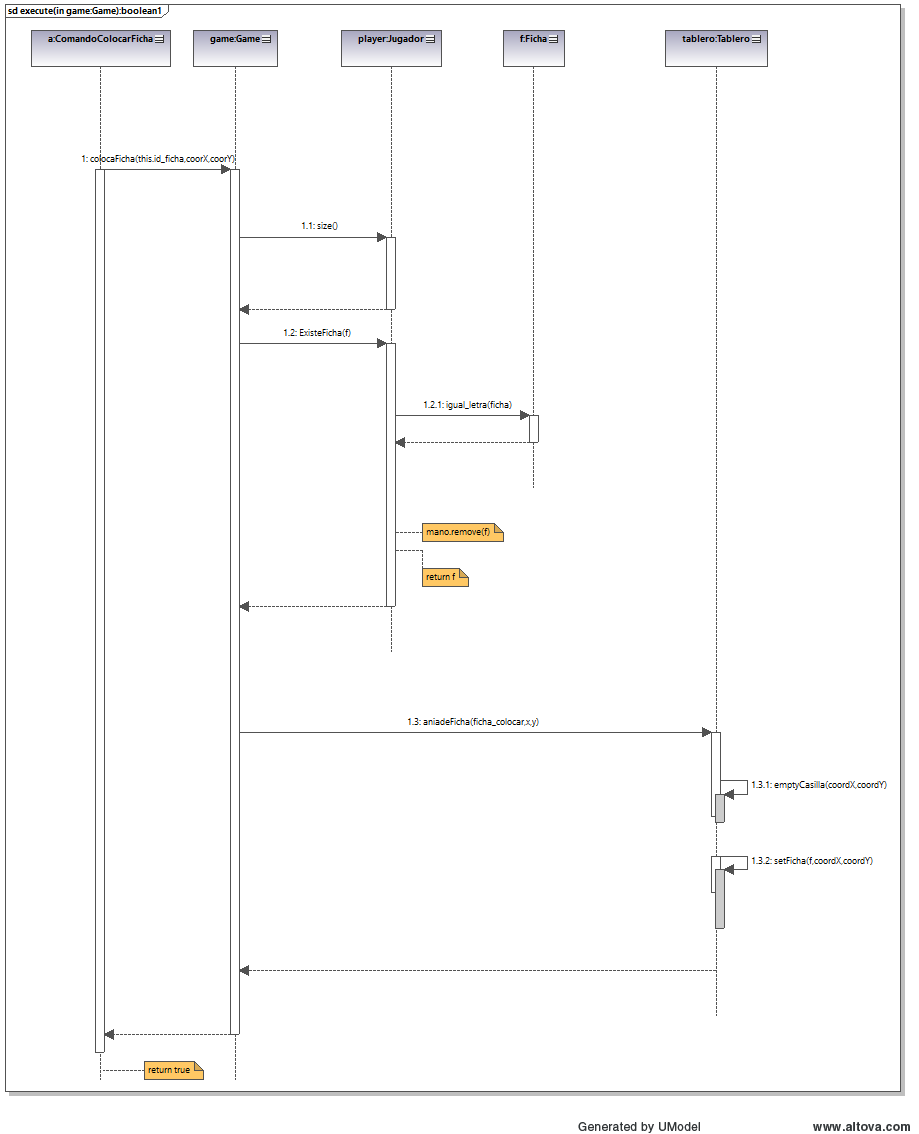 sd execute(in game:Game):boolean1
a:ComandoColocarFicha
game:Game
player:Jugador
f:Ficha
tablero:Tablero
1: colocaFicha(this.id_ficha,coorX,coorY)
1.1: size()
1.2: ExisteFicha(f)
1.2.1: igual_letra(ficha)
mano.remove(f)
return f
1.3: aniadeFicha(ficha_colocar,x,y)
1.3.1: emptyCasilla(coordX,coordY)
1.3.2: setFicha(f,coordX,coordY)
return true
Generated by UModel
www.altova.com